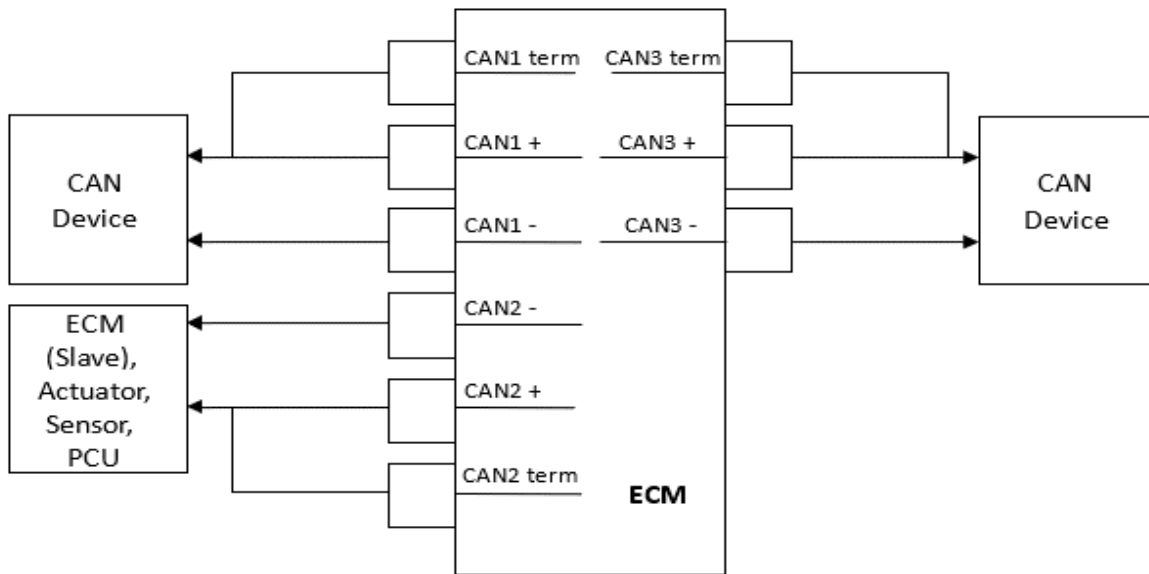 CAN1 term
CAN3 term
CAN1 +
CAN3 +
CAN
Device
CAN
Device
CAN1 -
CAN3 -
CAN2 -
ECM
(Slave),
Actuator,
Sensor,
PCU
CAN2 +
CAN2 term
ECM